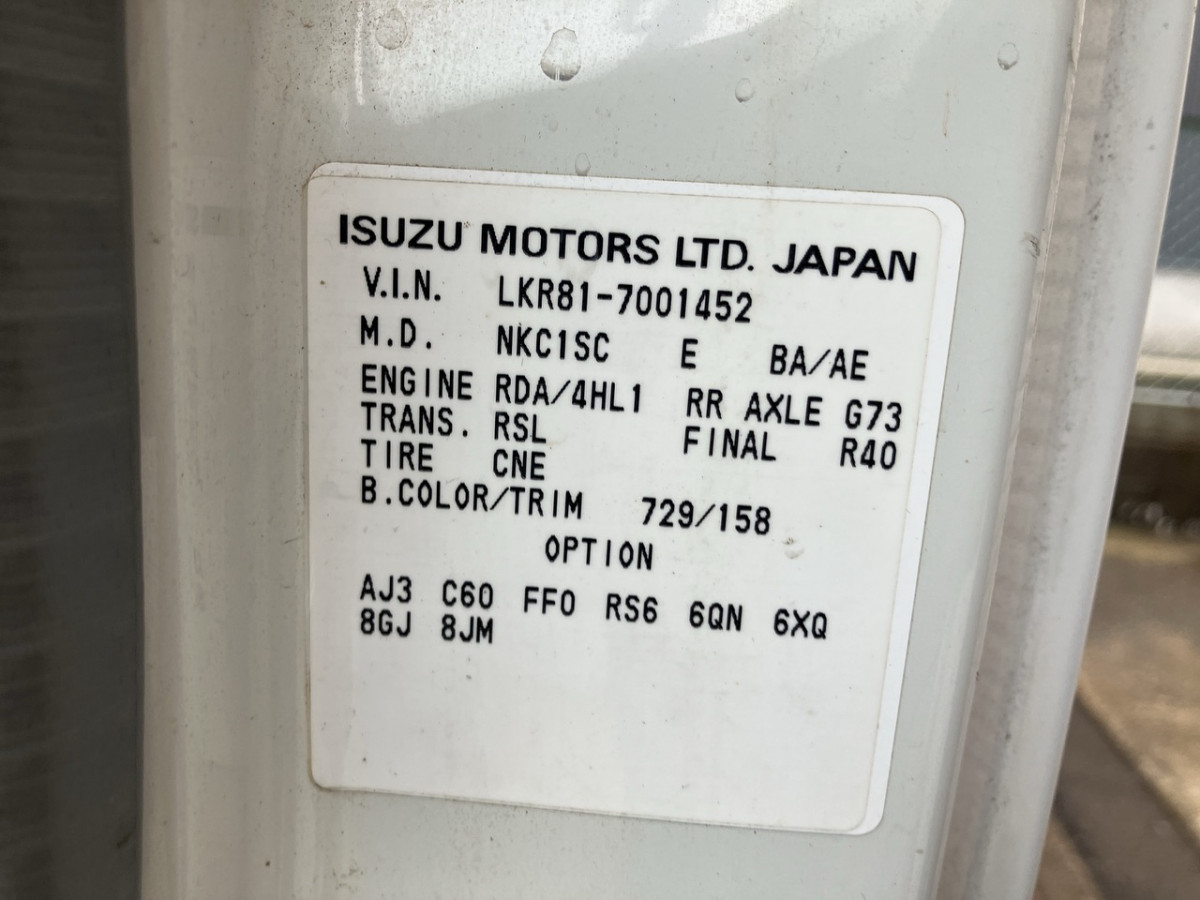 ISUZU MOTORS LTD. JAPAN
V.I.N. LKR81-7001452
M.D. NKC1SC E BA/AE
ENGINE RDA/4HL1 RR AXLE G73
TRANS. RSL FINAL R40
TIRE CNE
B.COLOR/TRIM 729/158
OPTION
AJ3 C60 FF0 RS6 6QN 6XQ
8GJ 8JM